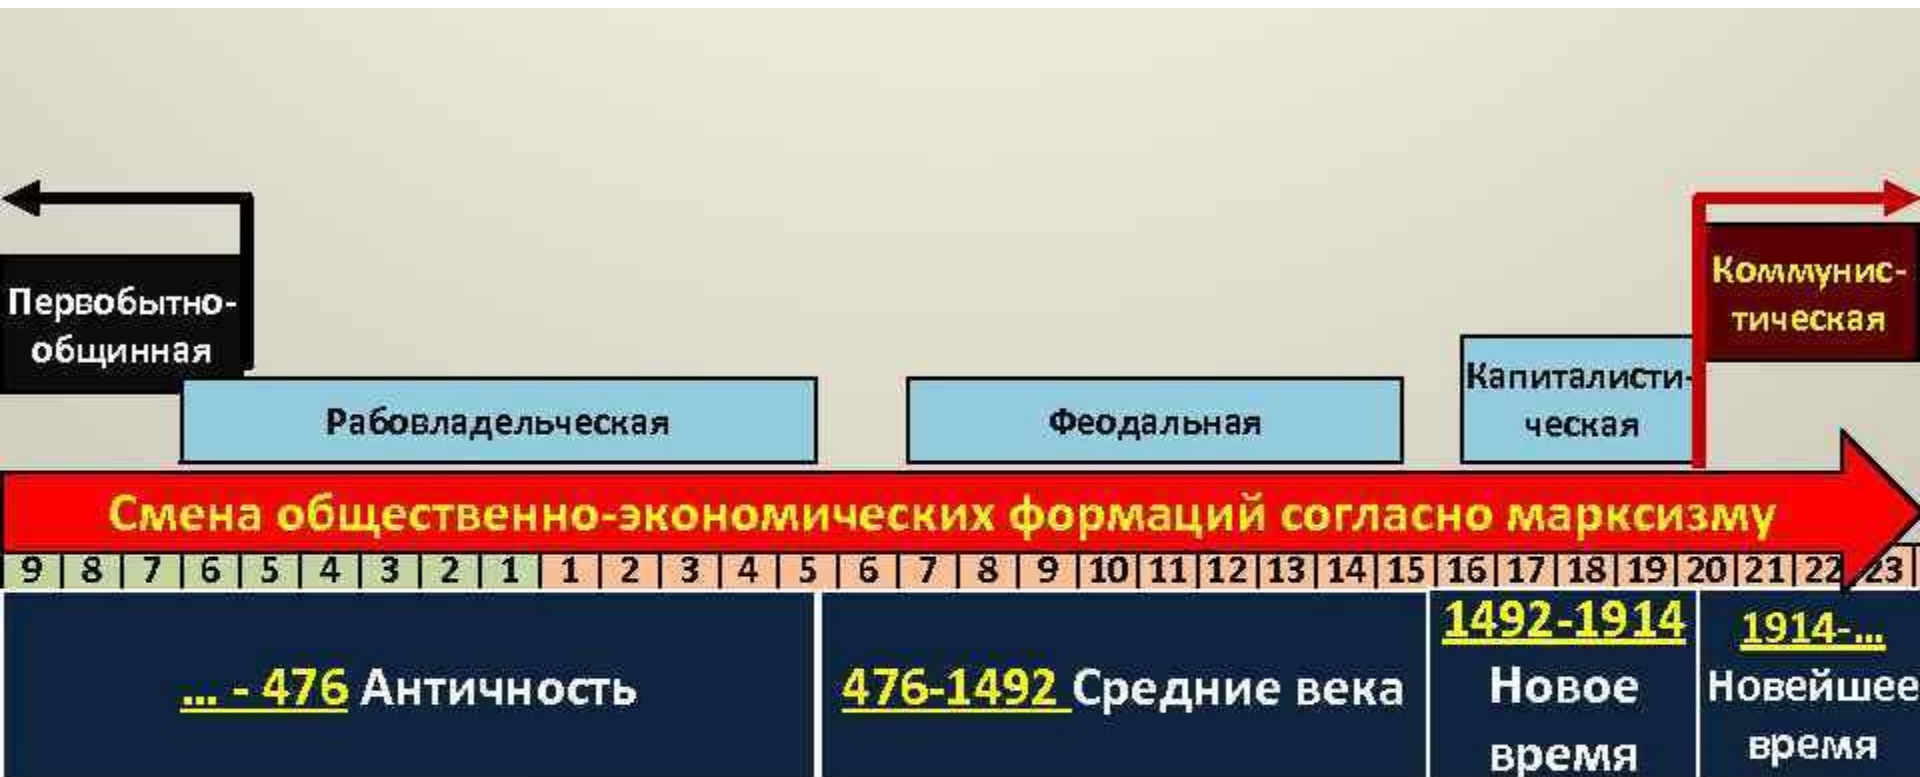 Первобытно-
общинная
Коммунис-
тическая
Рабовладельческая
Феодальная
Капиталисти-
ческая
Смена общественно-экономических формаций согласно марксизму
9 8 7 6 5 4 3 2 1 1 2 3 4 5 6 7 8 9 10 11 12 13 14 15 16 17 18 19 20 21 22 23
... - 476 Античность
476-1492 Средние века
1492-1914
Новое
время
1914-...
Новейшее
время